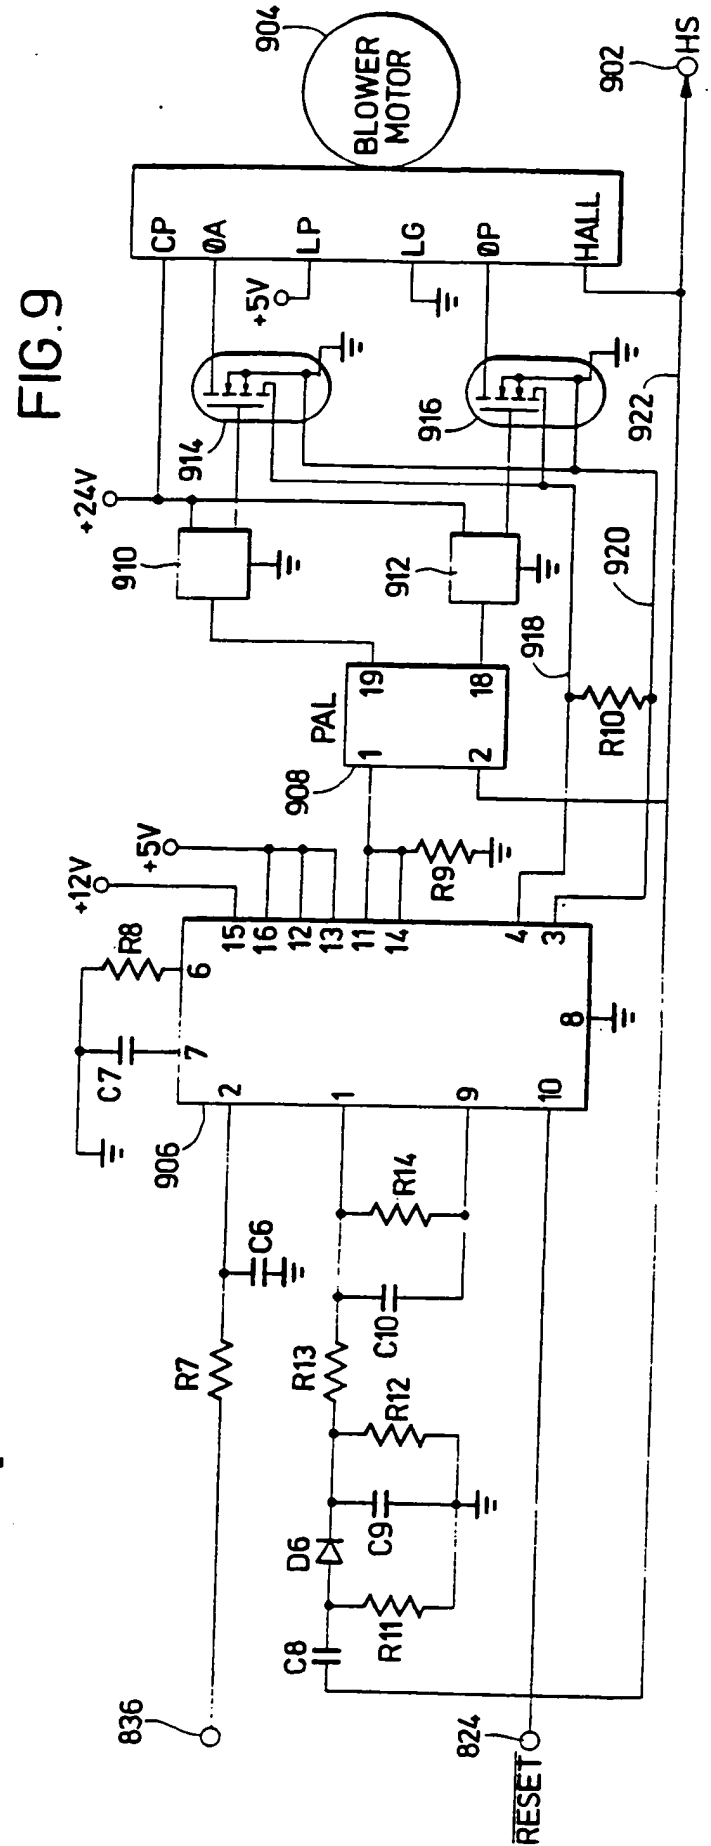 FIG.9
904
BLOWER
MOTOR
902
HS
CP
ØA
LP
LG
ØP
HALL
+5V
914
916
922
+24V
910
912
920
918
PAL
19
18
1
2
908
R10
+12V
+5V
R9
R8
C7
15
16
12
13
11
14
4
3
6
7
8
2
1
9
10
906
R14
C6
C10
R7
R13
R12
C9
D6
R11
C8
836
824
RESET